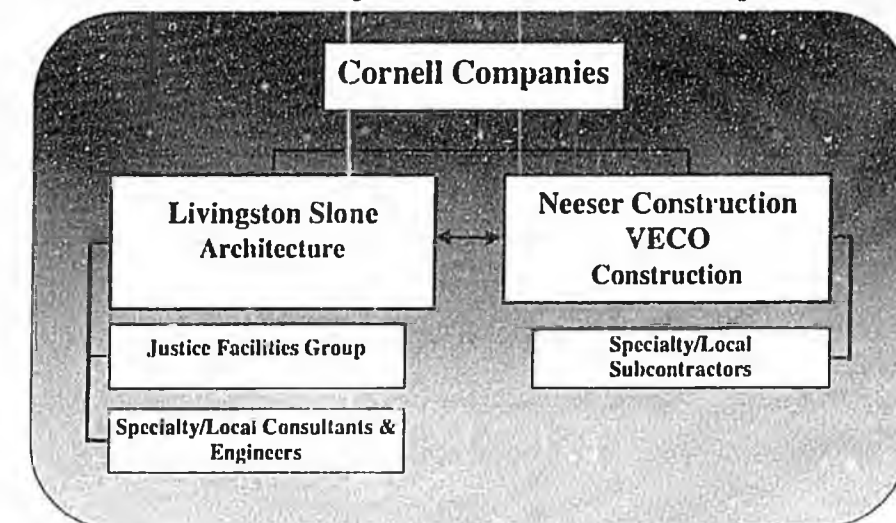 Cornell Companies
Livingston Slone
Architecture
Neeser Construction
VECO
Construction
Justice Facilities Group
Specialty/Local
Subcontractors
Specialty/Local Consultants &
Engineers